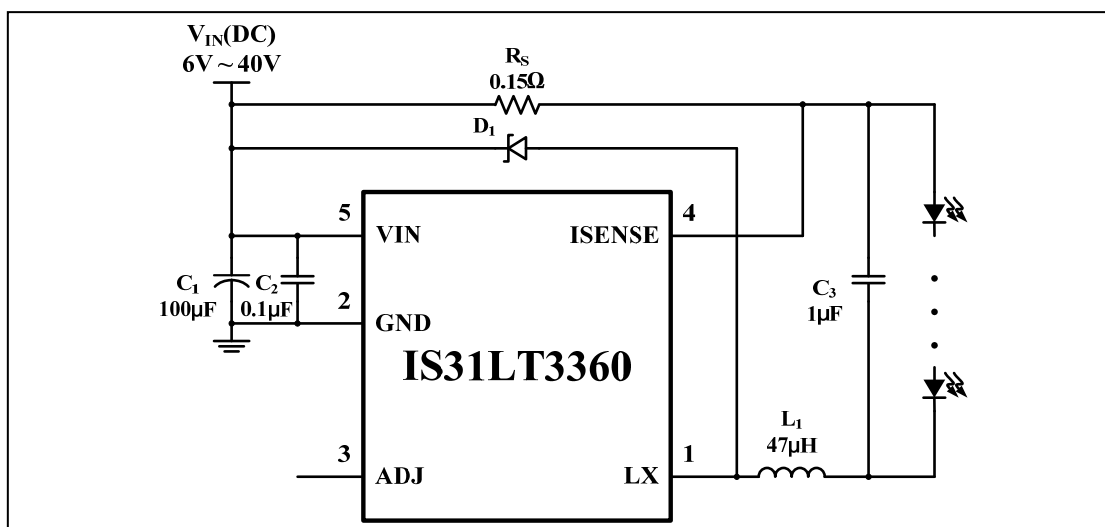 V_IN(DC)
6V ~ 40V
R_S
0.15Ω
D_1
5
VIN
ISENSE
4
C_1
100µF
C_2
0.1µF
2
GND
C_3
1µF
IS31LT3360
L_1
47µH
3
ADJ
LX
1